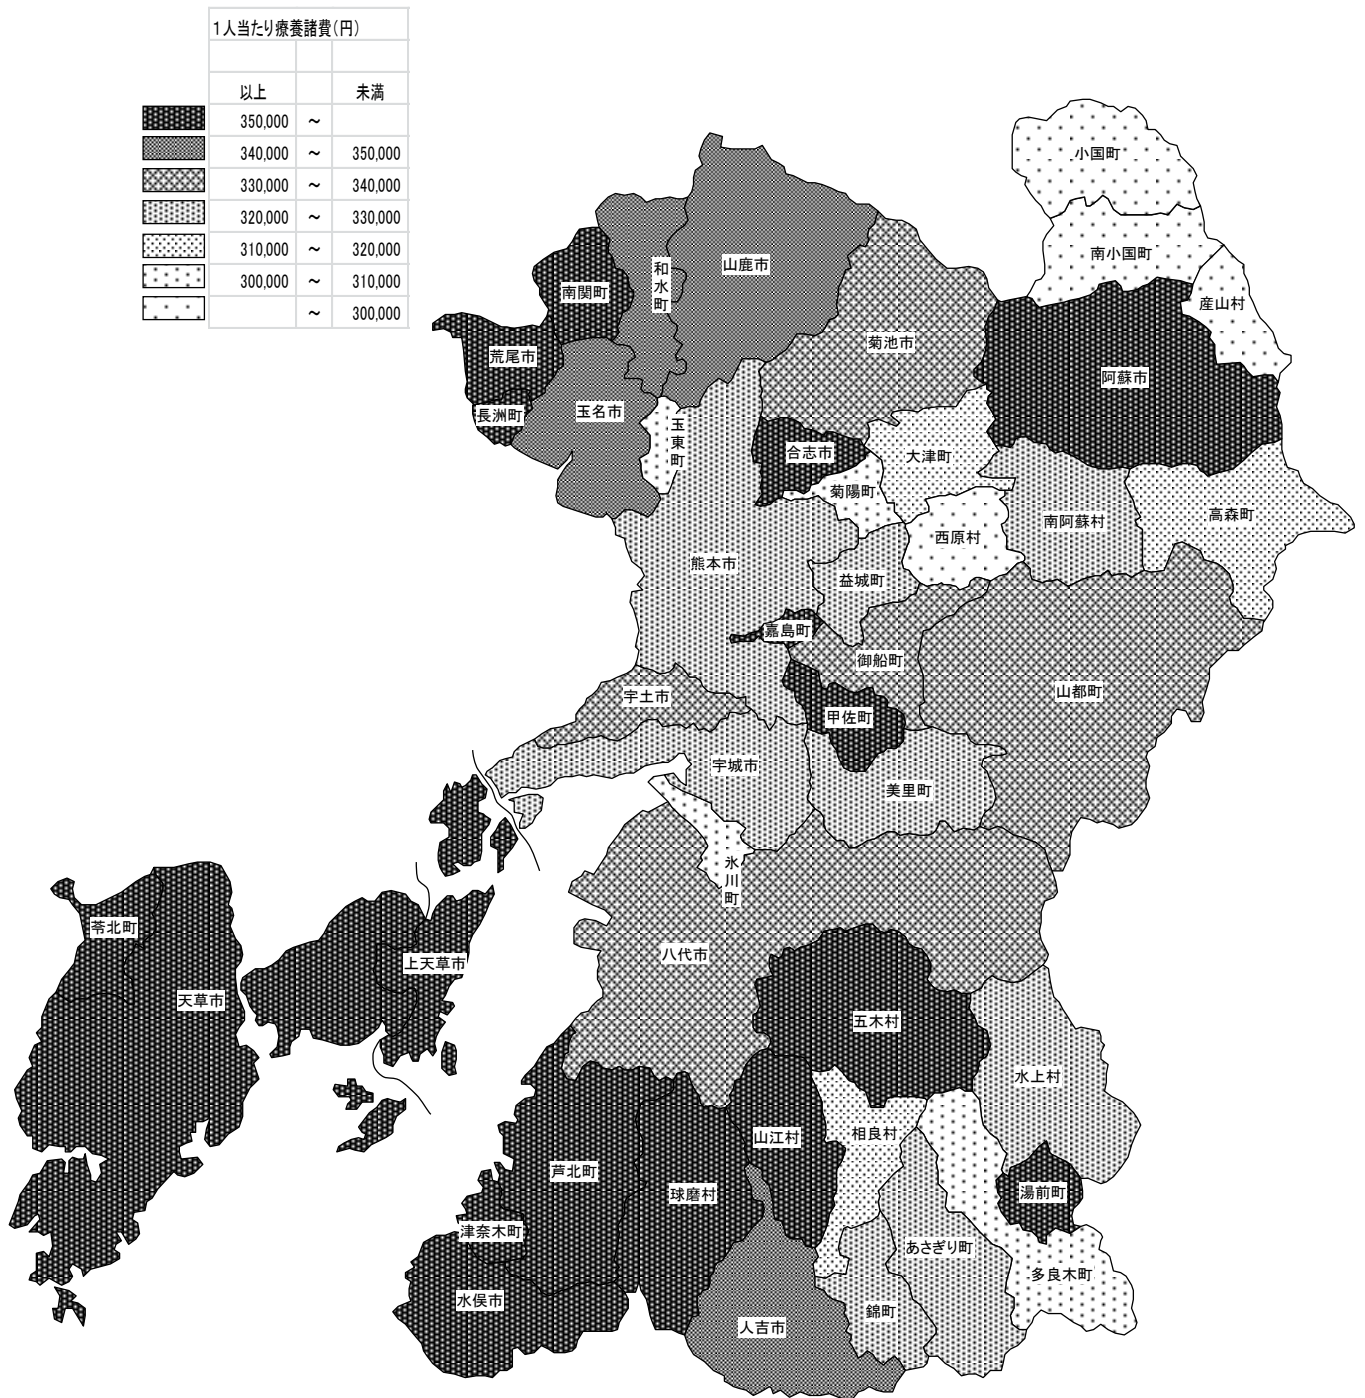 1人当たり療養諸費(円)
以上 未満
350,000 ～
340,000 ～ 350,000
330,000 ～ 340,000
320,000 ～ 330,000
310,000 ～ 320,000
300,000 ～ 310,000
～ 300,000
小国町
南小国町
産山村
山鹿市
和水町
南関町
荒尾市
長洲町
玉名市
玉東町
菊池市
阿蘇市
合志市
大津町
菊陽町
西原村
南阿蘇村
高森町
熊本市
益城町
嘉島町
御船町
山都町
甲佐町
宇土市
宇城市
美里町
氷川町
八代市
苓北町
天草市
上天草市
五木村
水上村
山江村
相良村
芦北町
球磨村
湯前町
津奈木町
あさぎり町
多良木町
水俣市
錦町
人吉市